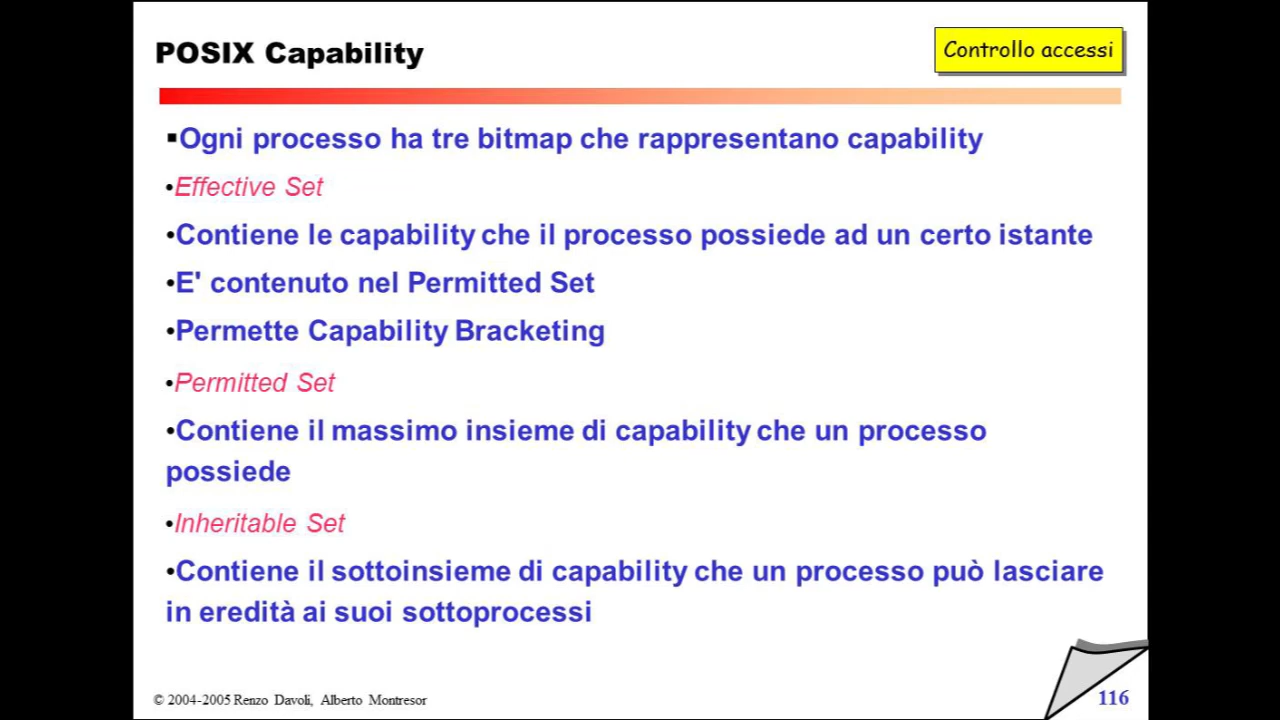 POSIX Capability
Controllo accessi
▪Ogni processo ha tre bitmap che rappresentano capability
•Effective Set
•Contiene le capability che il processo possiede ad un certo istante
•E' contenuto nel Permitted Set
•Permette Capability Bracketing
•Permitted Set
•Contiene il massimo insieme di capability che un processo
possiede
•Inheritable Set
•Contiene il sottoinsieme di capability che un processo può lasciare
in eredità ai suoi sottoprocessi
© 2004-2005 Renzo Davoli, Alberto Montresor
116